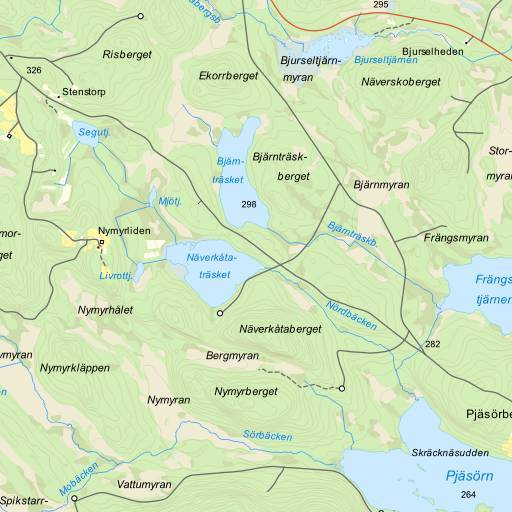 295
Risberget
Bjurselheden
Bjurseltjärn-
myran
Bjurseltjärnen
326
Ekorrberget
Näverskoberget
Stenstorp
Segutj.
Bjärnträsk-
berget
Stor-
myran
Bjärn-
träsket
Bjärnmyran
Mjötj.
298
Nymyrliden
Bjärnträskb.
Frängsmyran
Näverkåta-
träsket
Livrottj.
Frängs
tjärnen
Nymyrhålet
Nördbäcken
Näverkåtaberget
282
Bergmyran
Nymyrkläppen
Nymyrberget
Nymyran
Pjäsörbe
Sörbäcken
Skräcknäsudden
Mobäcken
Vattumyran
Pjäsörn
264
Spikstarr-